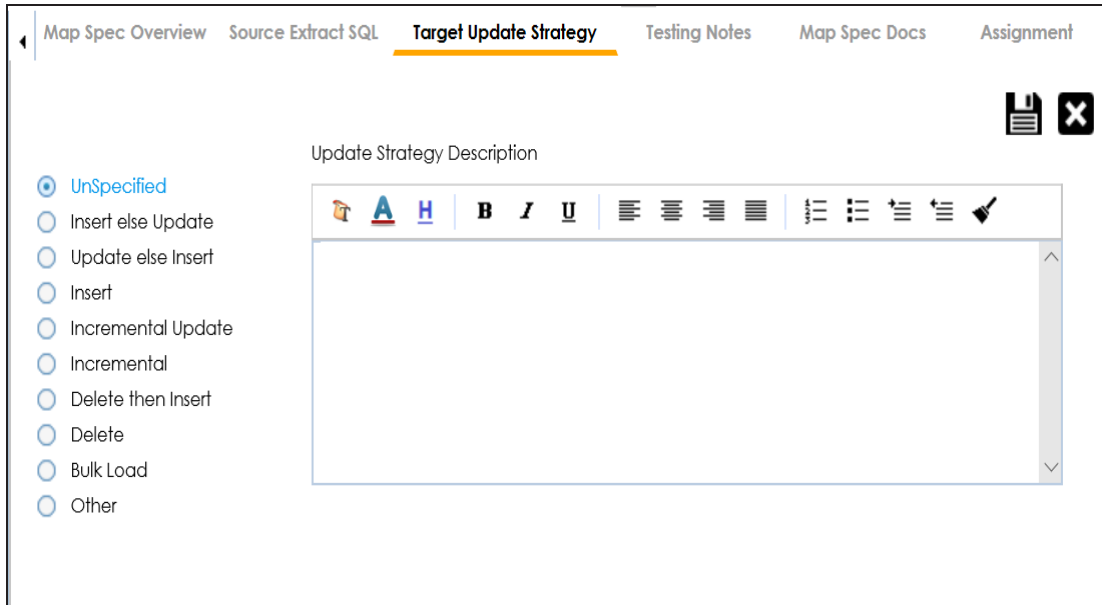 Map Spec Overview Source Extract SQL Target Update Strategy Testing Notes Map Spec Docs Assignment
Update Strategy Description
UnSpecified
Insert else Update
Update else Insert
Insert
Incremental Update
Incremental
Delete then Insert
Delete
Bulk Load
Other
A H B I U